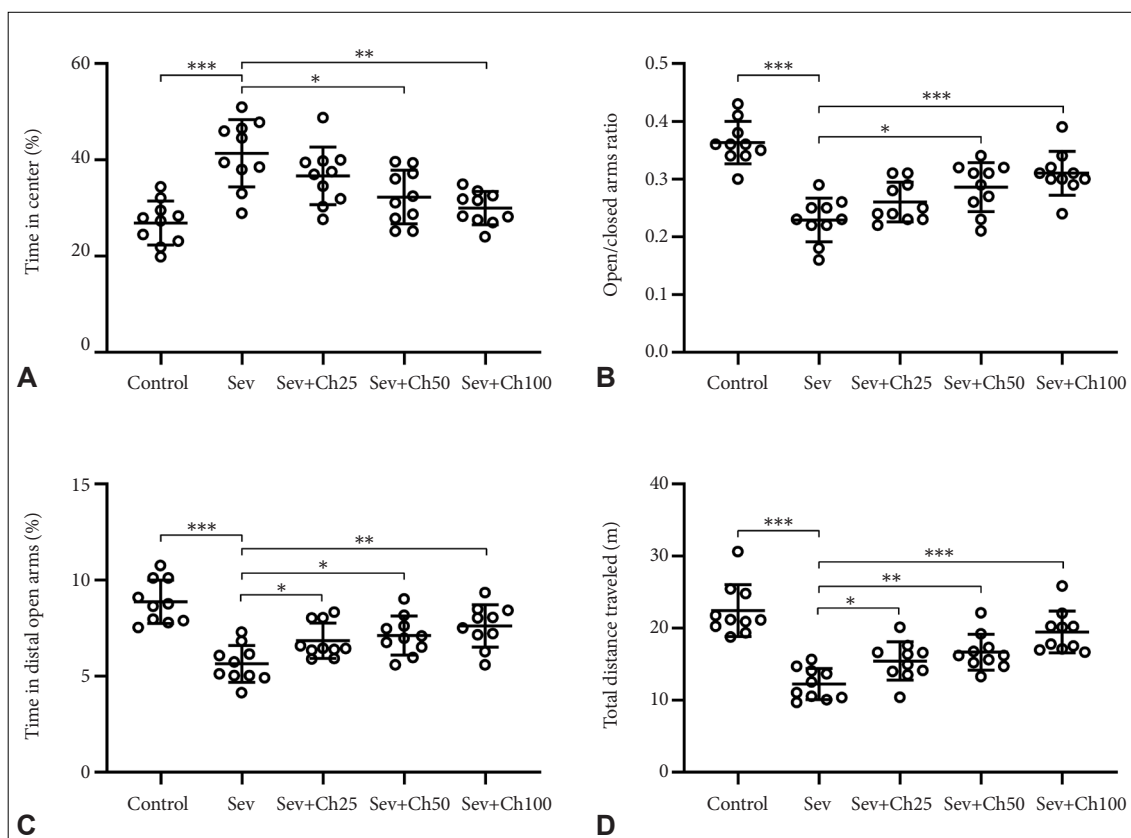 60
40
20
0
Time in center (%)
***
*
**
Control
Sev
Sev+Ch25
Sev+Ch50
Sev+Ch100
A
0.5
0.4
0.3
0.2
0.1
0.0
Open/closed arms ratio
***
*
***
Control
Sev
Sev+Ch25
Sev+Ch50
Sev+Ch100
B
15
10
5
0
Time in distal open arms (%)
***
*
*
**
Control
Sev
Sev+Ch25
Sev+Ch50
Sev+Ch100
C
40
30
20
10
0
Total distance traveled (m)
***
*
**
***
Control
Sev
Sev+Ch25
Sev+Ch50
Sev+Ch100
D